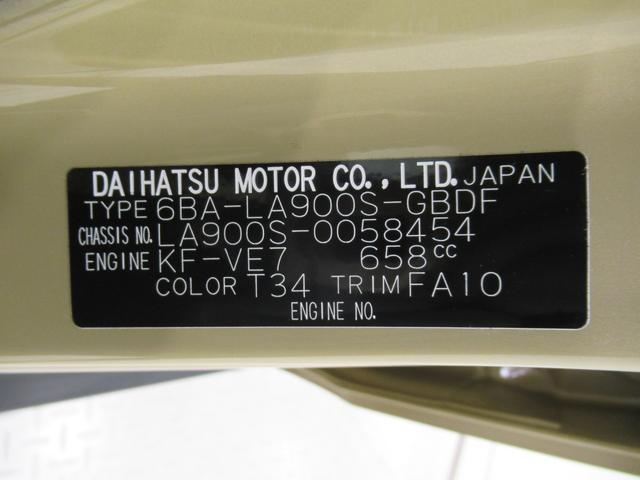 DAIHATSU MOTOR CO., LTD. JAPAN
TYPE 6BA-LA900S-GBDF
CHASSIS NO. LA900S-0058454
ENGINE KF-VE7 658cc
COLOR T34 TRIM FA10
ENGINE NO.